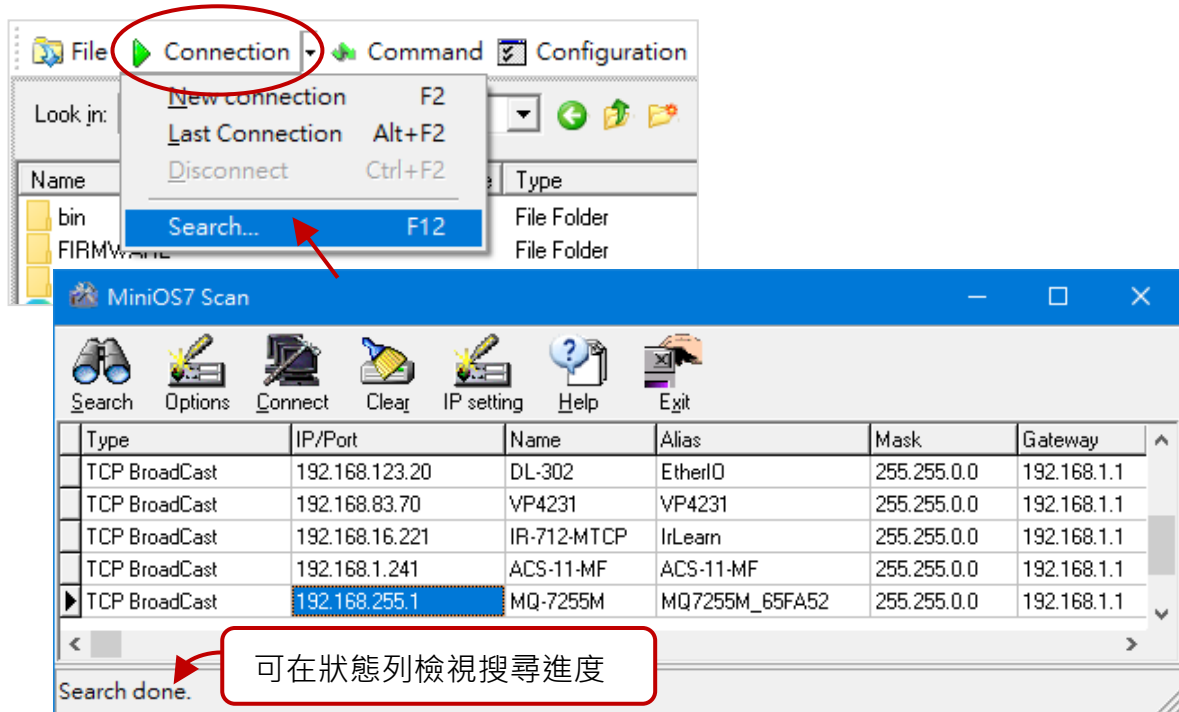 File Connection Command Configuration
New connection F2
Look in:
Last Connection Alt+F2
Disconnect Ctrl+F2
Name Type
bin File Folder
Search... F12
FIRMWARE File Folder
MiniOS7 Scan
Search Options Connect Clear IP setting Help Exit
Type IP/Port Name Alias Mask Gateway
TCP BroadCast 192.168.123.20 DL-302 EtherIO 255.255.0.0 192.168.1.1
TCP BroadCast 192.168.83.70 VP4231 VP4231 255.255.0.0 192.168.1.1
TCP BroadCast 192.168.16.221 IR-712-MTCP IrLearn 255.255.0.0 192.168.1.1
TCP BroadCast 192.168.1.241 ACS-11-MF ACS-11-MF 255.255.0.0 192.168.1.1
TCP BroadCast 192.168.255.1 MQ-7255M MQ7255M_65FA52 255.255.0.0 192.168.1.1
可在狀態列檢視搜尋進度
Search done.